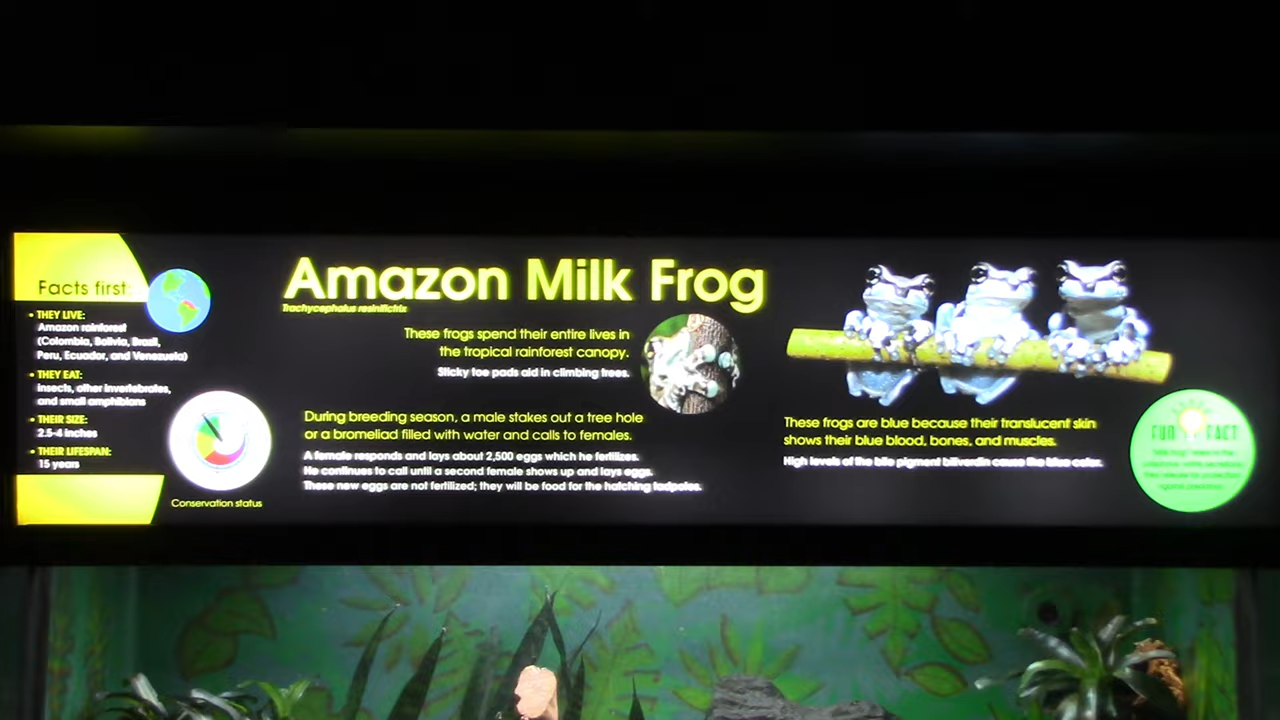 Facts first:
• THEY LIVE:
Amazon rainforest
(Colombia, Bolivia, Brazil,
Peru, Ecuador, and Venezuela)
• THEY EAT:
Insects, other invertebrates,
and small amphibians
• THEIR SIZE:
2.5-4 inches
• THEIR LIFESPAN:
15 years
Conservation status
Amazon Milk Frog
Trachycephalus resinifictrix
These frogs spend their entire lives in
the tropical rainforest canopy.
Sticky toe pads aid in climbing trees.
During breeding season, a male stakes out a tree hole
or a bromeliad filled with water and calls to females.
A female responds and lays about 2,500 eggs which he fertilizes.
He continues to call until a second female shows up and lays eggs.
These new eggs are not fertilized; they will be food for the hatching tadpoles.
These frogs are blue because their translucent skin
shows their blue blood, bones, and muscles.
High levels of the bile pigment biliverdin cause the blue color.
FUN FACT